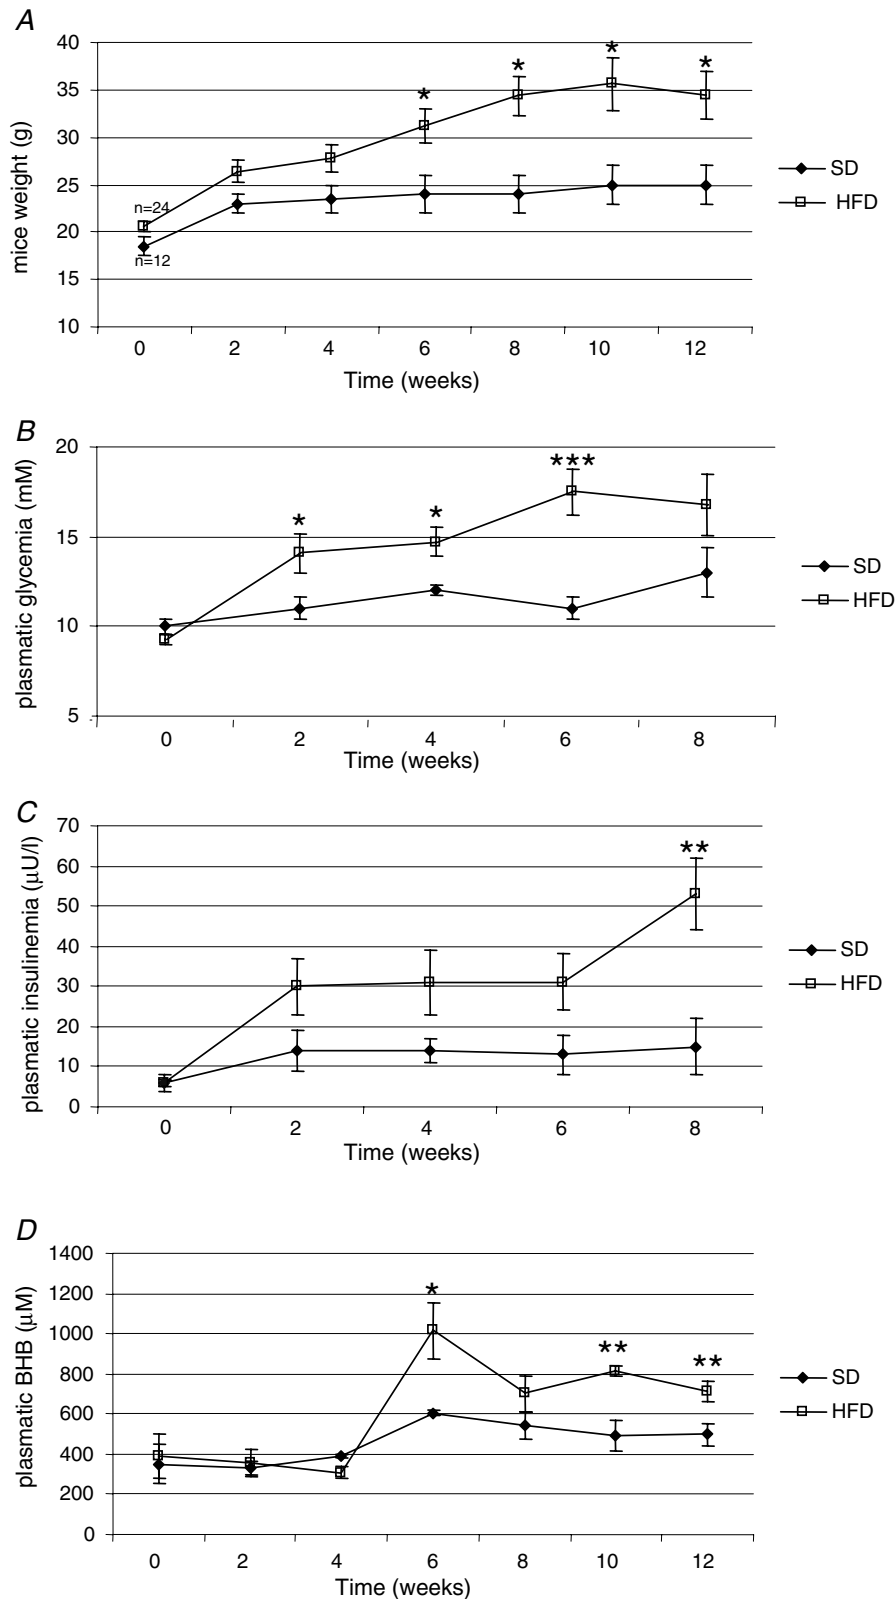 A
mice weight (g)
40
35
30
25
20
15
10
*
*
*
*
n=24
n=12
SD
HFD
0 2 4 6 8 10 12
Time (weeks)
B
plasmatic glycemia (mM)
20
15
10
5
*
*
***
SD
HFD
0 2 4 6 8
Time (weeks)
C
plasmatic insulinemia (µU/l)
70
60
50
40
30
20
10
0
**
SD
HFD
0 2 4 6 8
Time (weeks)
D
plasmatic BHB (µM)
1400
1200
1000
800
600
400
200
0
*
**
**
SD
HFD
0 2 4 6 8 10 12
Time (weeks)